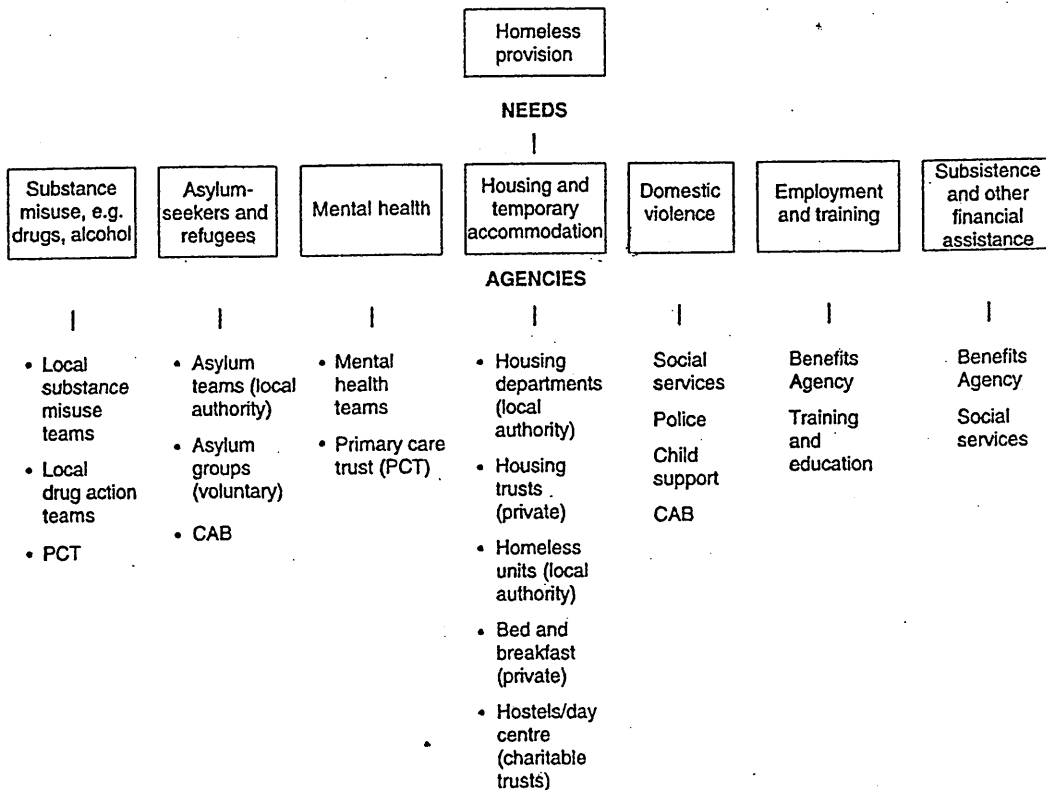 Homeless
provision
NEEDS
Substance
misuse, e.g.
drugs, alcohol
Asylum-
seekers and
refugees
Mental health
Housing and
temporary
accommodation
Domestic
violence
Employment
and training
Subsistence
and other
financial
assistance
AGENCIES
• Local
substance
misuse
teams
• Local
drug action
teams
• PCT
• Asylum
teams (local
authority)
• Asylum
groups
(voluntary)
• CAB
• Mental
health
teams
• Primary care
trust (PCT)
• Housing
departments
(local
authority)
• Housing
trusts
(private)
• Homeless
units (local
authority)
• Bed and
breakfast
(private)
• Hostels/day
centre
(charitable
trusts)
Social
services
Police
Child
support
CAB
Benefits
Agency
Training
and
education
Benefits
Agency
Social
services